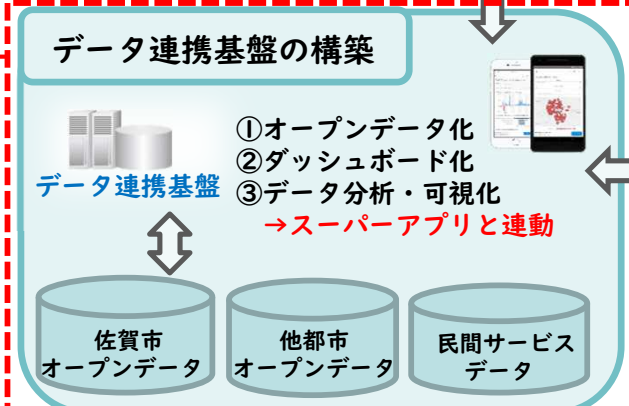 データ連携基盤の構築
①オープンデータ化
②ダッシュボード化
③データ分析・可視化
→スーパーアプリと連動
データ連携基盤
佐賀市
オープンデータ
他都市
オープンデータ
民間サービス
データ